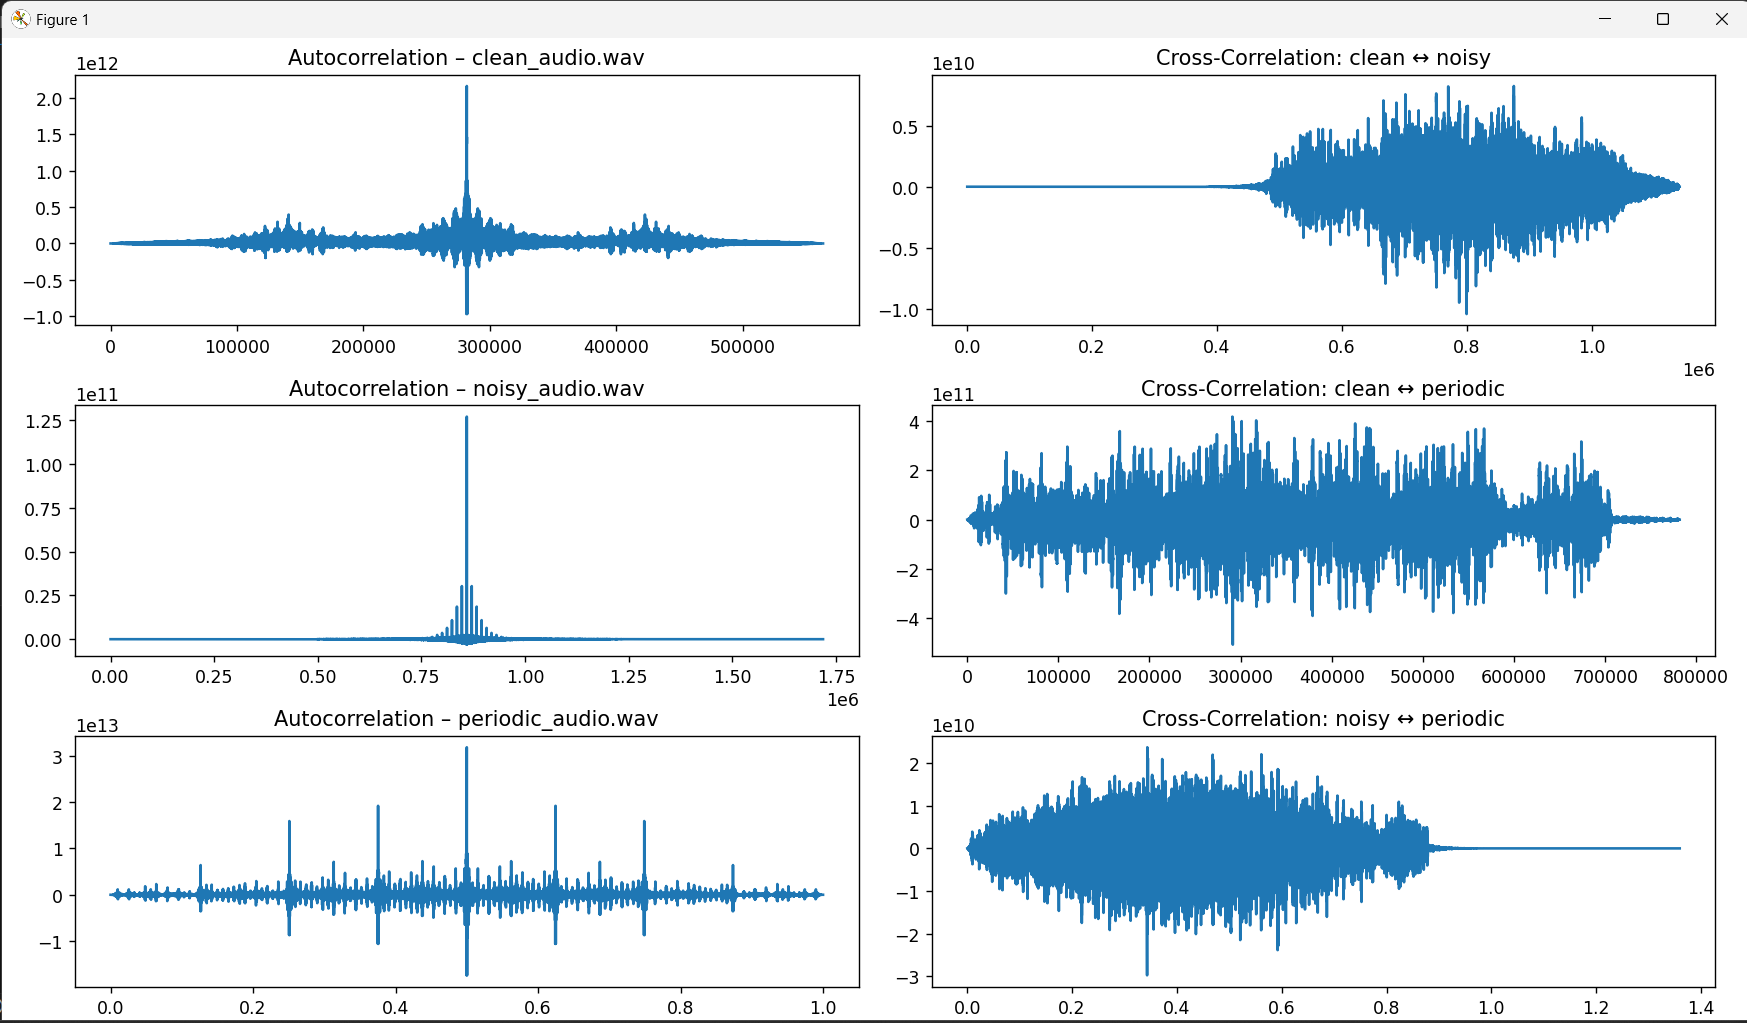 Figure 1
Autocorrelation – clean_audio.wav
1e12
2.0
1.5
1.0
0.5
0.0
−0.5
−1.0
0 100000 200000 300000 400000 500000
Cross-Correlation: clean ↔ noisy
1e10
0.5
0.0
−0.5
−1.0
0.0 0.2 0.4 0.6 0.8 1.0
1e6
Autocorrelation – noisy_audio.wav
1e11
1.25
1.00
0.75
0.50
0.25
0.00
0.00 0.25 0.50 0.75 1.00 1.25 1.50 1.75
1e6
Cross-Correlation: clean ↔ periodic
1e11
4
2
0
−2
−4
0 100000 200000 300000 400000 500000 600000 700000 800000
Autocorrelation – periodic_audio.wav
1e13
3
2
1
0
−1
0.0 0.2 0.4 0.6 0.8 1.0
Cross-Correlation: noisy ↔ periodic
1e10
2
1
0
−1
−2
−3
0.0 0.2 0.4 0.6 0.8 1.0 1.2 1.4